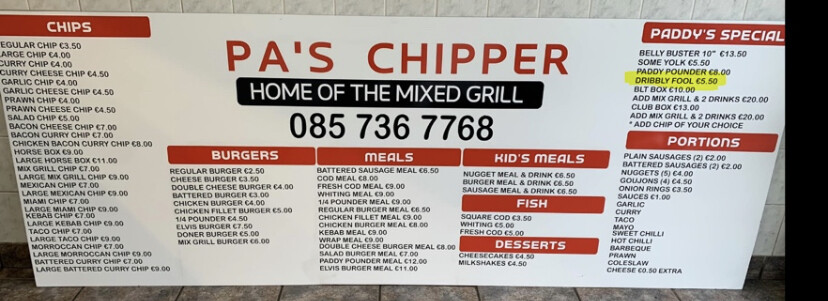 CHIPS
REGULAR CHIP €3.50
LARGE CHIP €4.00
CURRY CHIP €4.00
CURRY CHEESE CHIP €4.50
GARLIC CHIP €4.00
GARLIC CHEESE CHIP €4.50
PRAWN CHIP €4.00
PRAWN CHEESE CHIP €4.50
SALAD CHIP €5.00
BACON CHEESE CHIP €7.00
BACON CURRY CHIP €7.00
CHICKEN BACON CURRY CHIP €8.00
HORSE BOX €9.00
LARGE HORSE BOX €11.00
MIX GRILL CHIP €7.00
LARGE MIX GRILL CHIP €9.00
MEXICAN CHIP €7.00
LARGE MEXICAN CHIP €9.00
MIAMI CHIP €7.00
LARGE MIAMI CHIP €9.00
KEBAB CHIP €7.00
LARGE KEBAB CHIP €9.00
TACO CHIP €7.00
LARGE TACO CHIP €9.00
MORROCCAN CHIP €7.00
LARGE MORROCCAN CHIP €9.00
BATTERED CURRY CHIP €7.00
LARGE BATTERED CURRY CHIP €9.00
PA'S CHIPPER
HOME OF THE MIXED GRILL
085 736 7768
BURGERS
REGULAR BURGER €2.50
CHEESE BURGER €3.50
DOUBLE CHEESE BURGER €4.00
BATTERED BURGER €3.00
CHICKEN BURGER €4.00
CHICKEN FILLET BURGER €5.00
1/4 POUNDER €4.50
ELVIS BURGER €7.50
DONER BURGER €5.00
MIX GRILL BURGER €6.00
MEALS
BATTERED SAUSAGE MEAL €6.50
COD MEAL €8.00
FRESH COD MEAL €9.00
WHITING MEAL €9.00
1/4 POUNDER MEAL €9.00
REGULAR BURGER MEAL €6.50
CHICKEN FILLET MEAL €9.00
CHICKEN BURGER MEAL €8.00
KEBAB MEAL €9.00
WRAP MEAL €9.00
DOUBLE CHEESE BURGER MEAL €8.00
SALAD BURGER MEAL €7.00
PADDY POUNDER MEAL €12.00
ELVIS BURGER MEAL €11.00
KID'S MEALS
NUGGET MEAL & DRINK €6.50
BURGER MEAL & DRINK €6.50
SAUSAGE MEAL & DRINK €6.50
FISH
SQUARE COD €3.50
WHITING €5.00
FRESH COD €5.00
DESSERTS
CHEESECAKES €4.50
MILKSHAKES €4.50
PADDY'S SPECIAL
BELLY BUSTER 10" €13.50
SOME YOLK €5.50
PADDY POUNDER €8.00
DRIBBLY FOOL €5.50
BLT BOX €10.00
ADD MIX GRILL & 2 DRINKS €20.00
CLUB BOX €13.00
ADD MIX GRILL & 2 DRINKS €20.00
* ADD CHIP OF YOUR CHOICE
PORTIONS
PLAIN SAUSAGES (2) €2.00
BATTERED SAUSAGES (2) €2.00
NUGGETS (5) €4.00
GOUJONS (4) €4.50
ONION RINGS €3.50
SAUCES €1.00
GARLIC
CURRY
TACO
MAYO
SWEET CHILLI
HOT CHILLI
BARBEQUE
PRAWN
COLESLAW
CHEESE €0.50 EXTRA